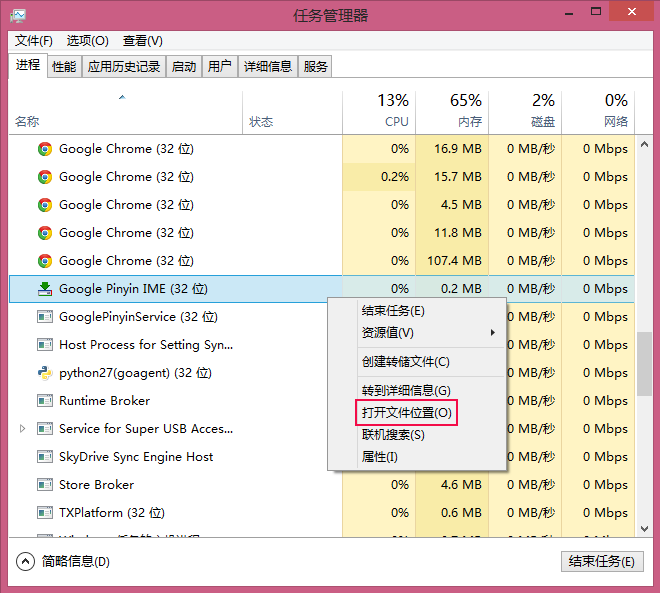 任务管理器
文件(F) 选项(O) 查看(V)
进程 性能 应用历史记录 启动 用户 详细信息 服务
13% 65% 2% 0%
名称 状态 CPU 内存 磁盘 网络
Google Chrome (32 位) 0% 16.9 MB 0 MB/秒 0 Mbps
Google Chrome (32 位) 0.2% 15.7 MB 0 MB/秒 0 Mbps
Google Chrome (32 位) 0% 4.5 MB 0 MB/秒 0 Mbps
Google Chrome (32 位) 0% 11.8 MB 0 MB/秒 0 Mbps
Google Chrome (32 位) 0% 107.4 MB 0 MB/秒 0 Mbps
Google Pinyin IME (32 位) 0% 0.2 MB 0 MB/秒 0 Mbps
GooglePinyinService (32 位) 0 MB/秒 0 Mbps
Host Process for Setting Syn... 0 MB/秒 0 Mbps
python27(goagent) (32 位) 0 MB/秒 0 Mbps
Runtime Broker 0 MB/秒 0 Mbps
Service for Super USB Acces... 0 MB/秒 0 Mbps
SkyDrive Sync Engine Host 0 MB/秒 0 Mbps
Store Broker 0% 4.6 MB 0 MB/秒 0 Mbps
TXPlatform (32 位) 0% 0.6 MB 0 MB/秒 0 Mbps
结束任务(E)
资源值(V)
创建转储文件(C)
转到详细信息(G)
打开文件位置(O)
联机搜索(S)
属性(I)
简略信息(D) 结束任务(E)